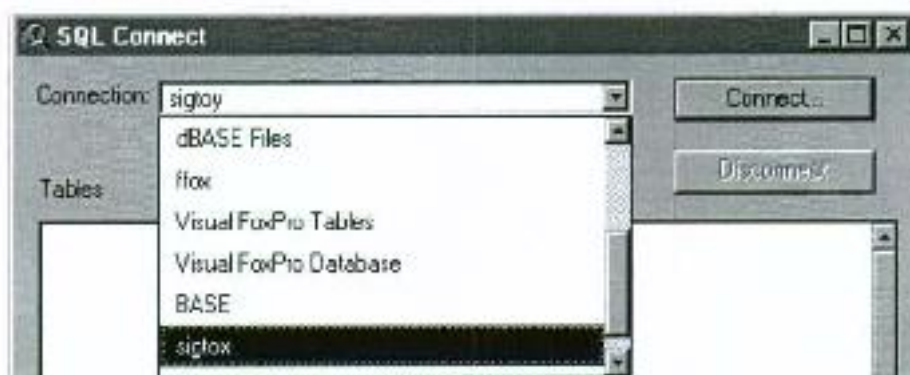 SQL Connect
Connection: sigtoy
Connect...
dBASE Files
Disconnect
ffox
Tables
Visual FoxPro Tables
Visual FoxPro Database
BASE
sigtox